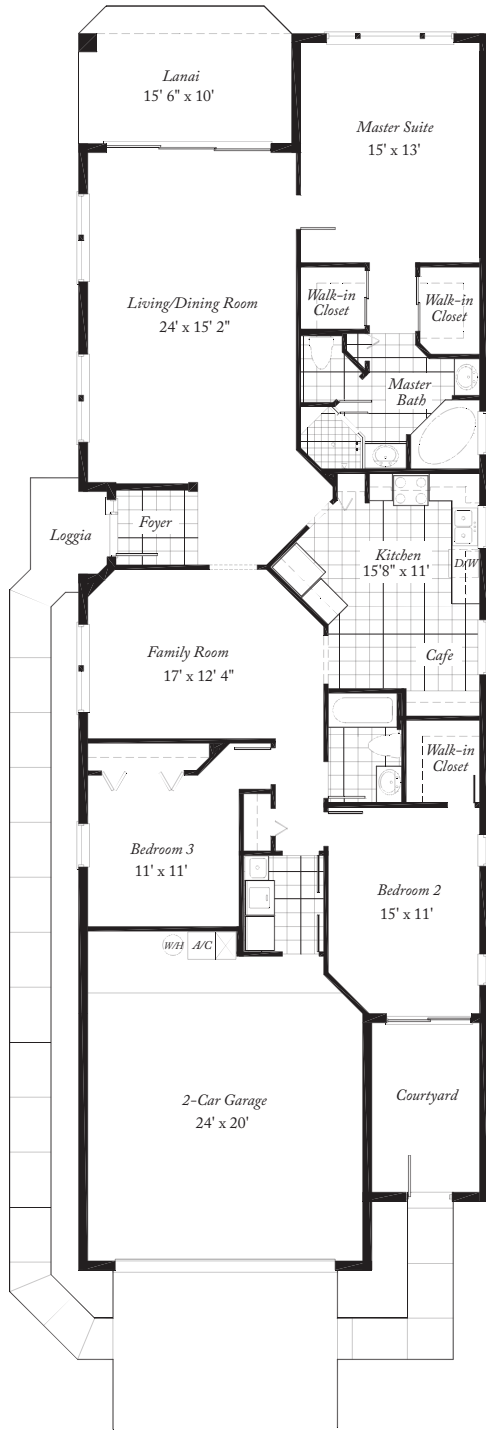 Lanai
15' 6" x 10'
Master Suite
15' x 13'
Walk-in
Closet
Walk-in
Closet
Living/Dining Room
24' x 15' 2"
Master
Bath
Foyer
Loggia
Kitchen
15'8" x 11'
D/W
Cafe
Family Room
17' x 12' 4"
Walk-in
Closet
Bedroom 3
11' x 11'
Bedroom 2
15' x 11'
W/H
A/C
2-Car Garage
24' x 20'
Courtyard